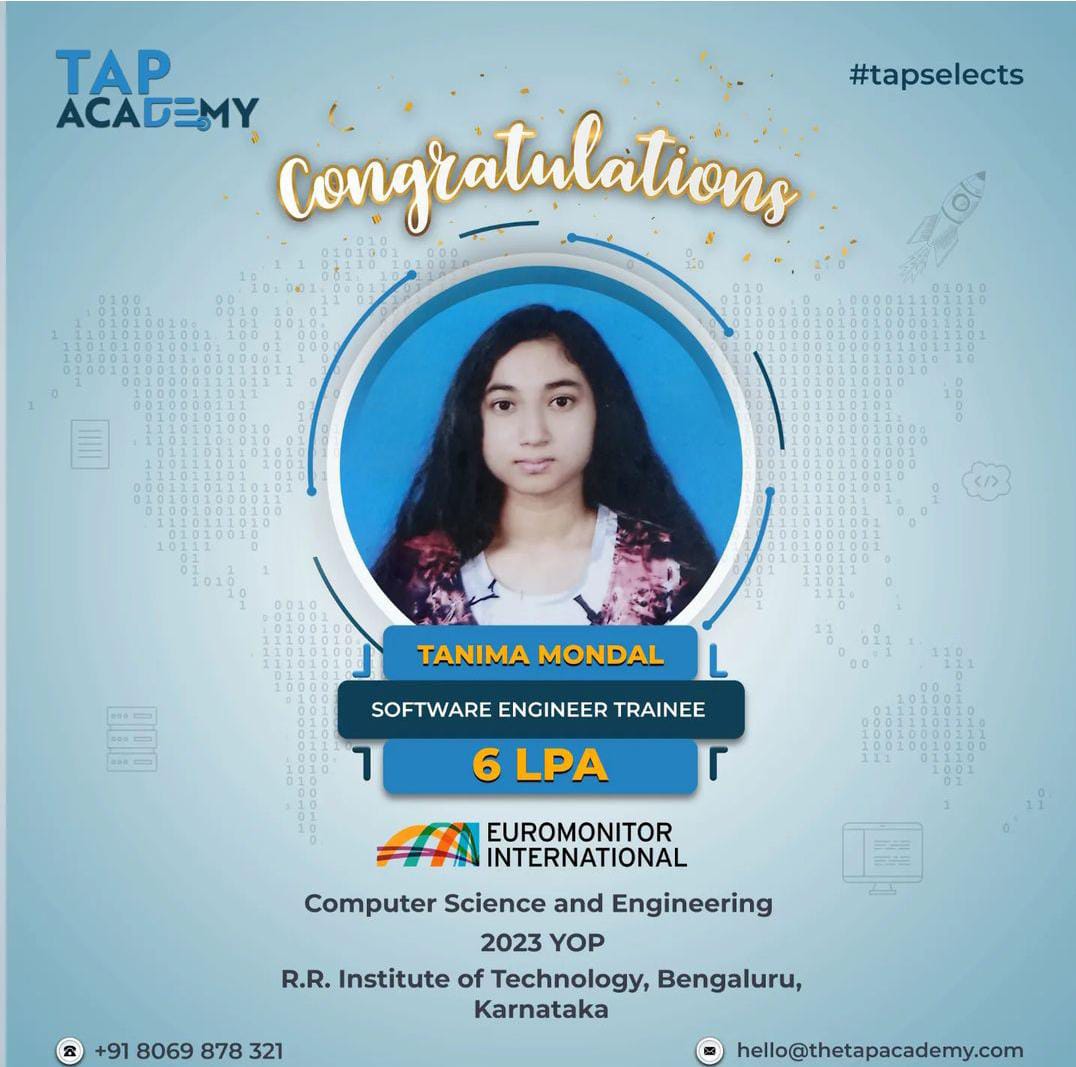 TAP
ACADEMY
#tapselects
Congratulations
TANIMA MONDAL
SOFTWARE ENGINEER TRAINEE
6 LPA
EUROMONITOR
INTERNATIONAL
Computer Science and Engineering
2023 YOP
R.R. Institute of Technology, Bengaluru,
Karnataka
+91 8069 878 321
hello@thetapacademy.com